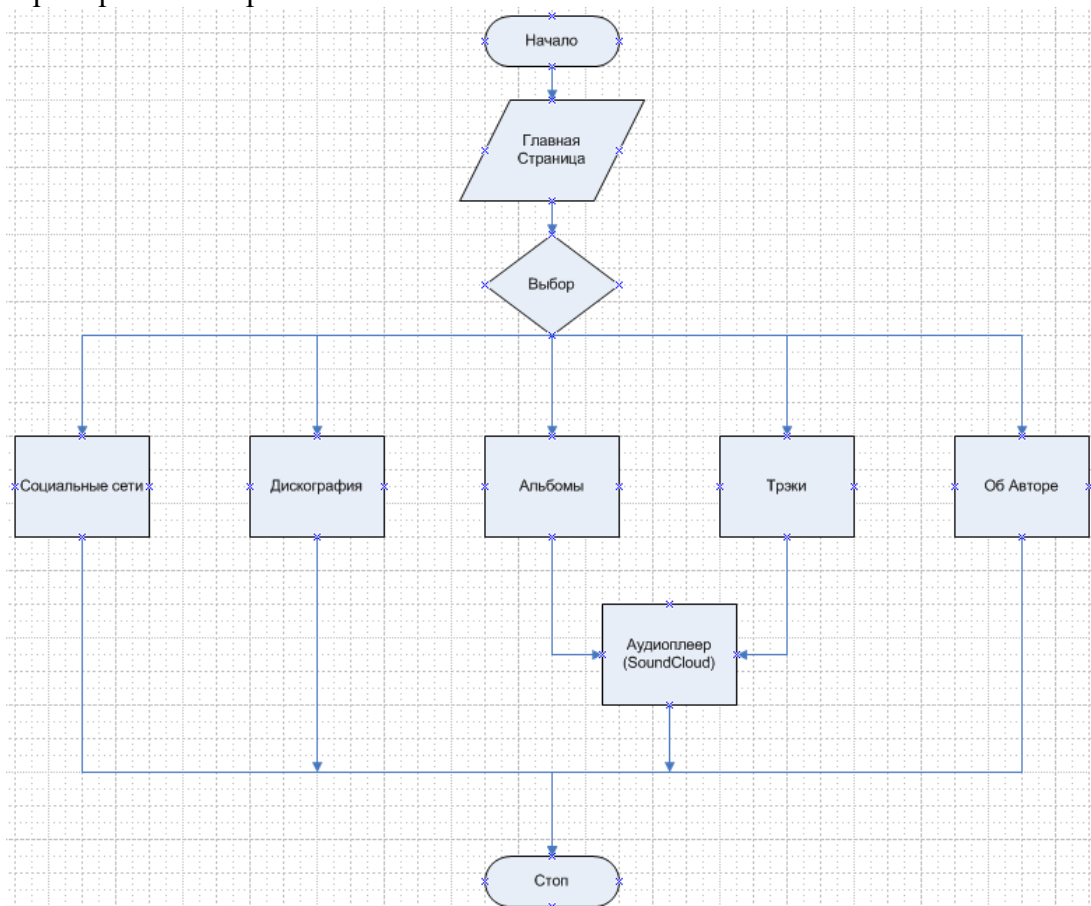 Начало
Главная
Страница
Выбор
Социальные сети
Дискография
Альбомы
Трэки
Об Авторе
Аудиоплеер
(SoundCloud)
Стоп